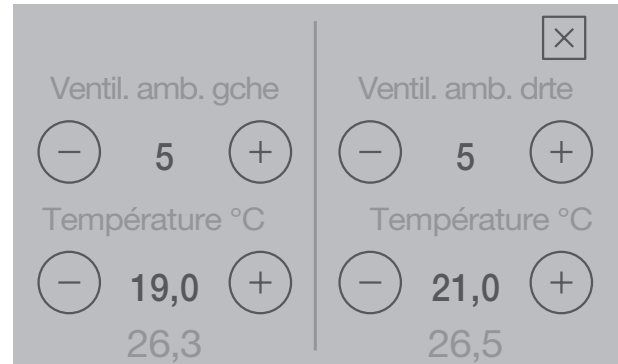 Ventil. amb. gche
5
Température °C
19,0
26,3
Ventil. amb. drte
5
Température °C
21,0
26,5